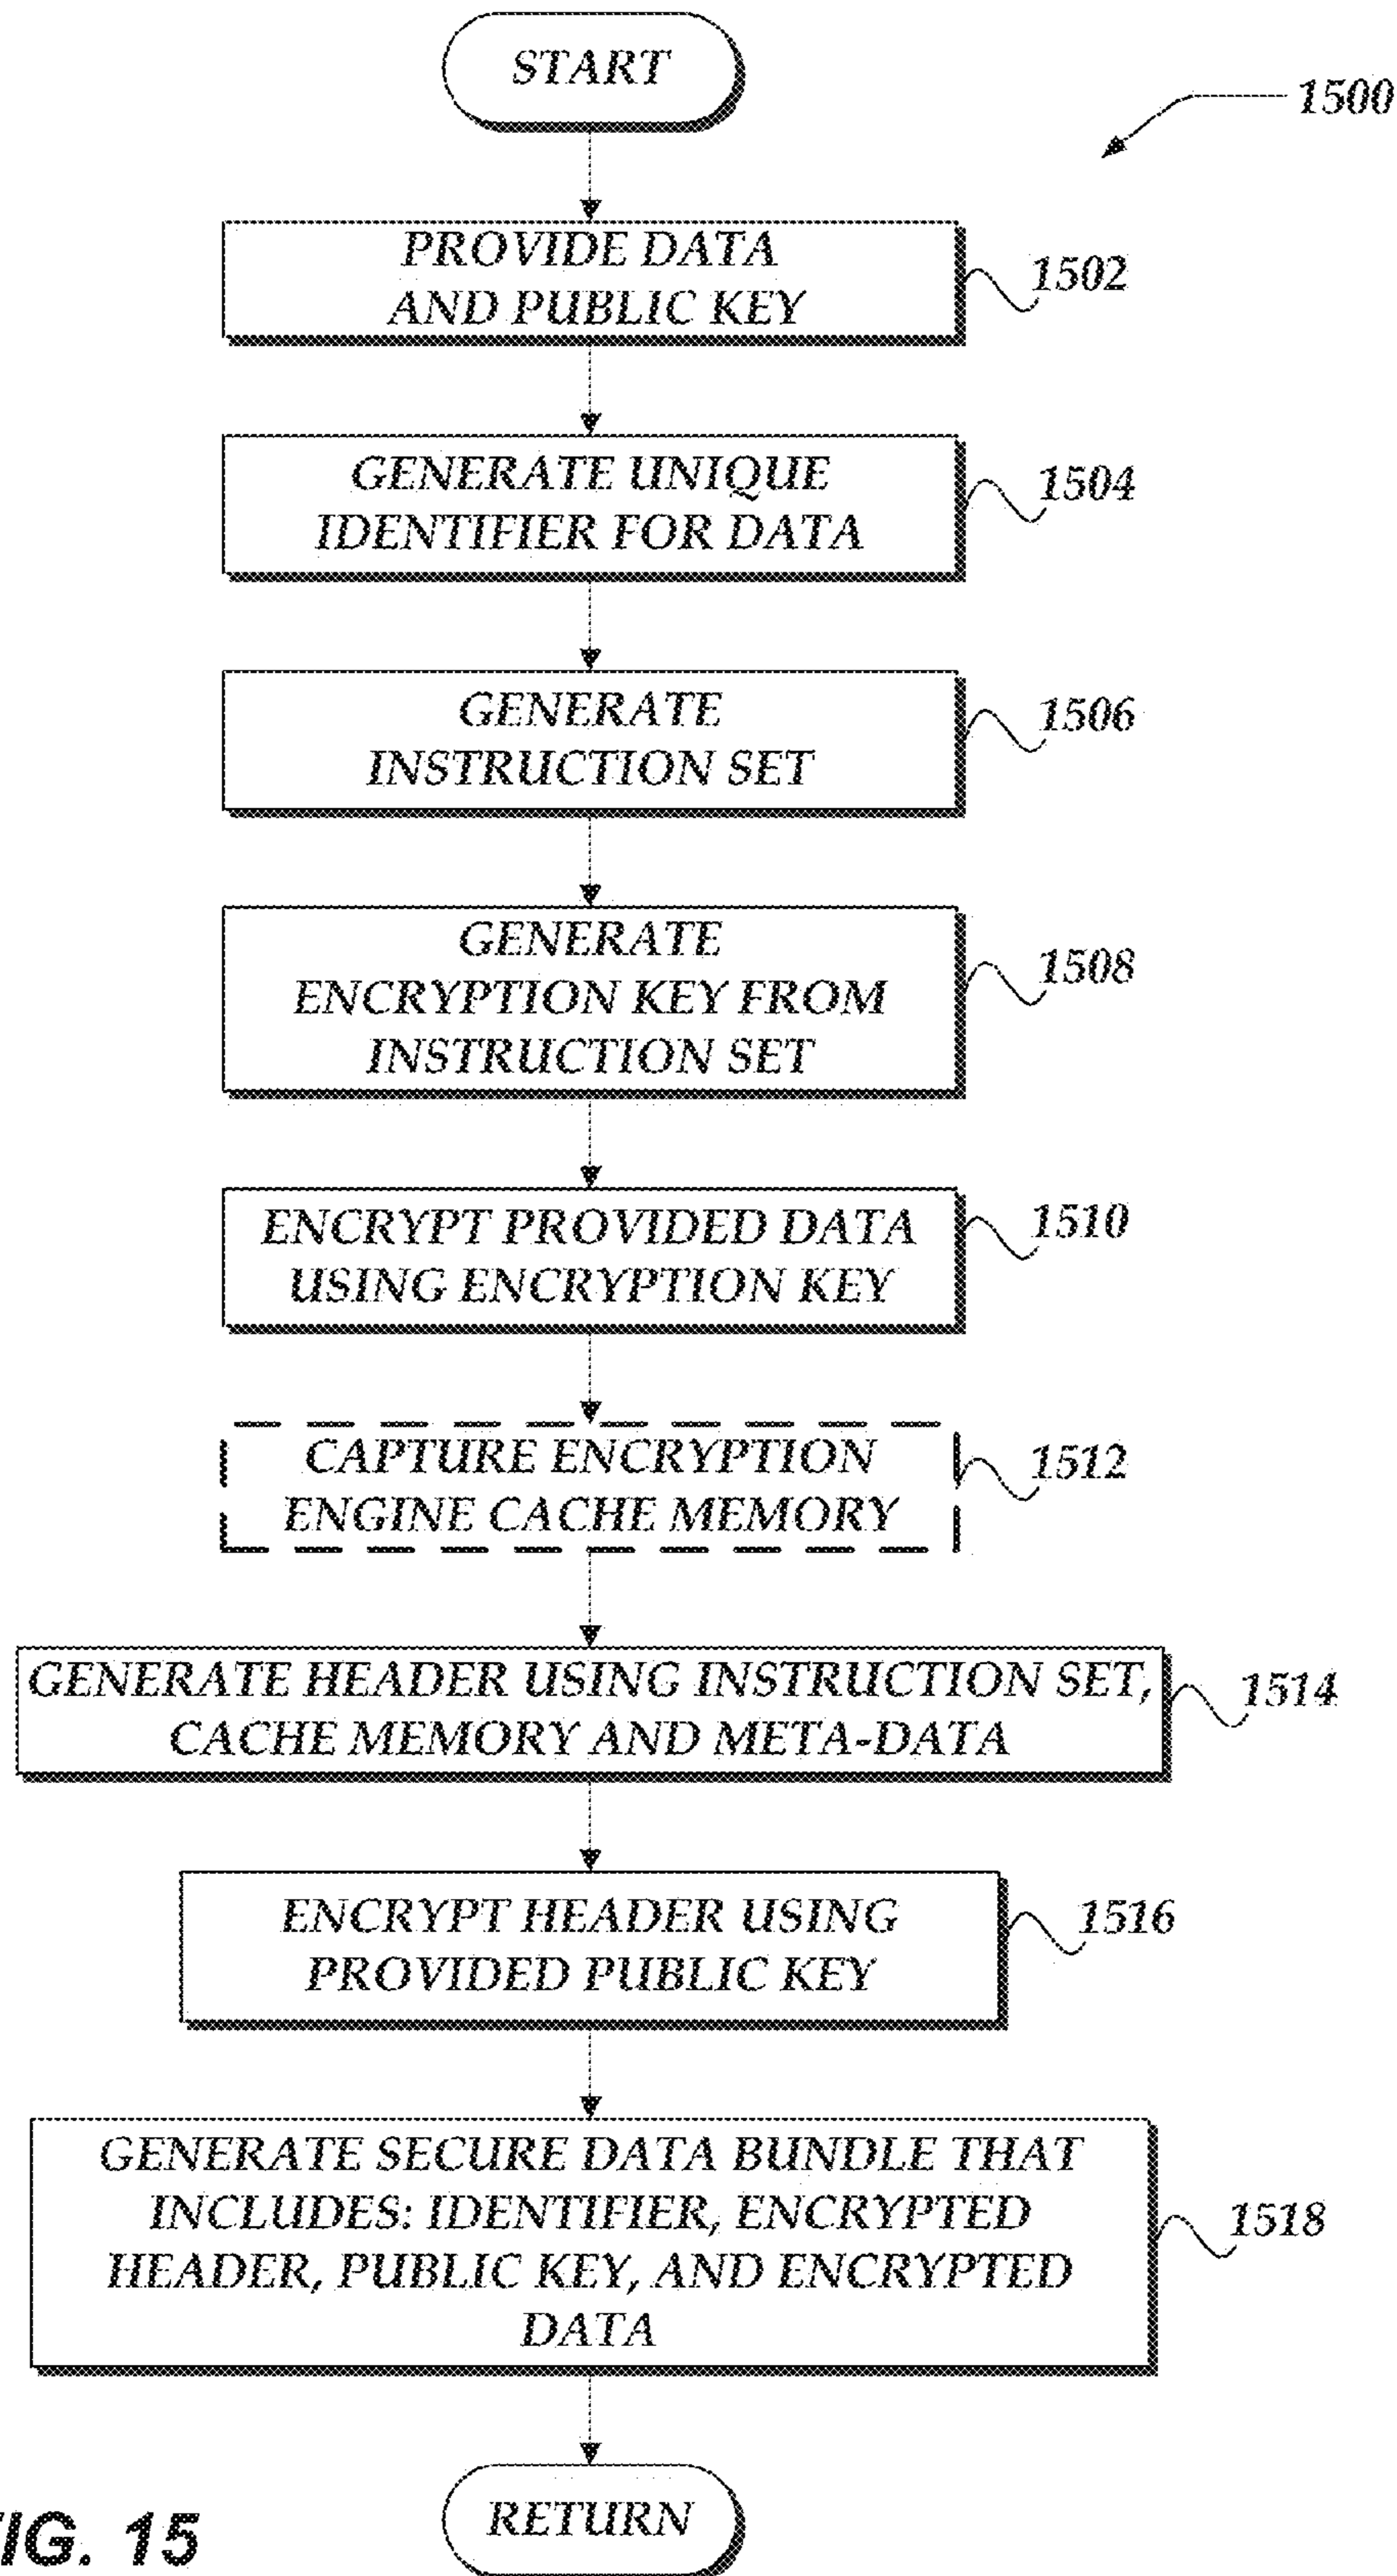 START
1500
PROVIDE DATA
AND PUBLIC KEY
1502
GENERATE UNIQUE
IDENTIFIER FOR DATA
1504
GENERATE
INSTRUCTION SET
1506
GENERATE
ENCRYPTION KEY FROM
INSTRUCTION SET
1508
ENCRYPT PROVIDED DATA
USING ENCRYPTION KEY
1510
CAPTURE ENCRYPTION
ENGINE CACHE MEMORY
1512
GENERATE HEADER USING INSTRUCTION SET,
CACHE MEMORY AND META-DATA
1514
ENCRYPT HEADER USING
PROVIDED PUBLIC KEY
1516
GENERATE SECURE DATA BUNDLE THAT
INCLUDES: IDENTIFIER, ENCRYPTED
HEADER, PUBLIC KEY, AND ENCRYPTED
DATA
1518
RETURN
FIG. 15